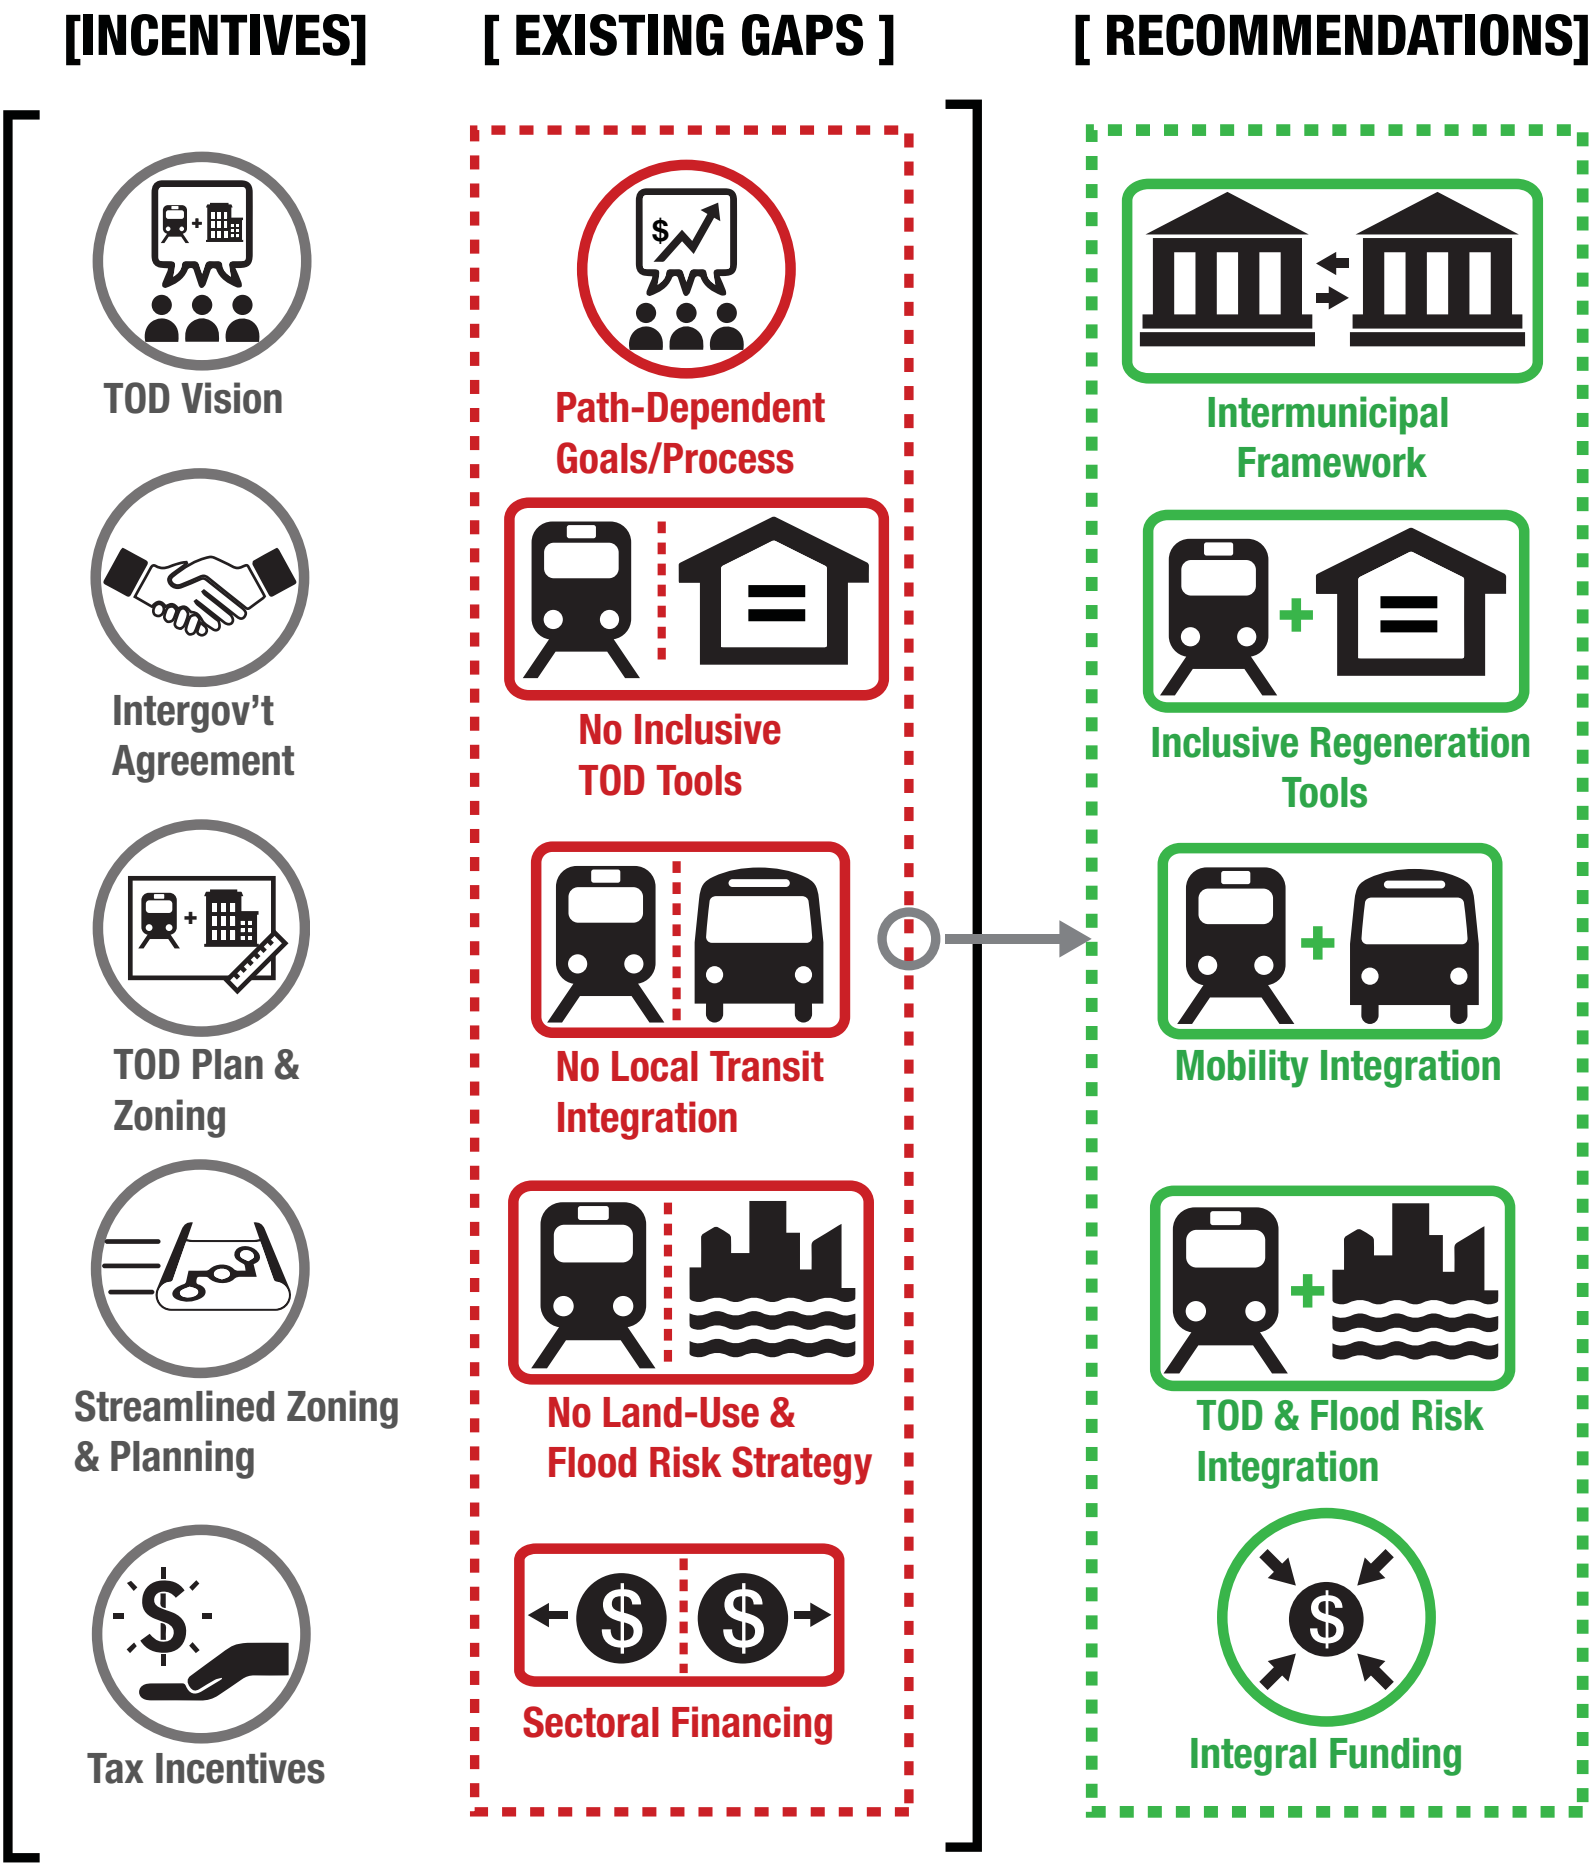 [INCENTIVES]
[ EXISTING GAPS ]
[ RECOMMENDATIONS]
TOD Vision
Intergov't
Agreement
TOD Plan &
Zoning
Streamlined Zoning
& Planning
$
Tax Incentives
$
Path-Dependent
Goals/Process
No Inclusive
TOD Tools
No Local Transit
Integration
No Land-Use &
Flood Risk Strategy
$ $
Sectoral Financing
Intermunicipal
Framework
Inclusive Regeneration
Tools
Mobility Integration
TOD & Flood Risk
Integration
$
Integral Funding